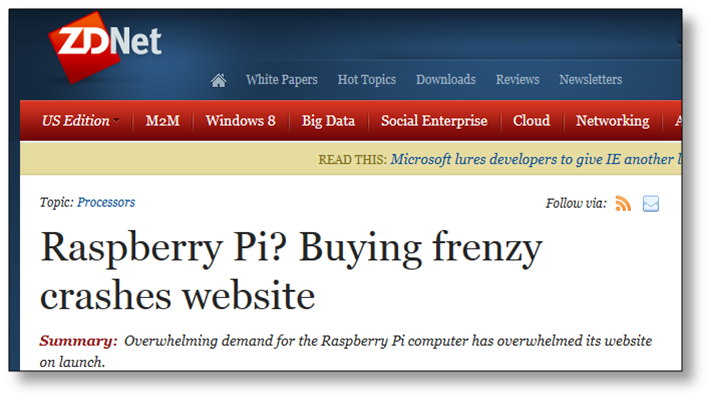 ZDNet
White Papers Hot Topics Downloads Reviews Newsletters
US Edition M2M Windows 8 Big Data Social Enterprise Cloud Networking
READ THIS: Microsoft lures developers to give IE another
Topic: Processors Follow via:
Raspberry Pi? Buying frenzy
crashes website
Summary: Overwhelming demand for the Raspberry Pi computer has overwhelmed its website
on launch.